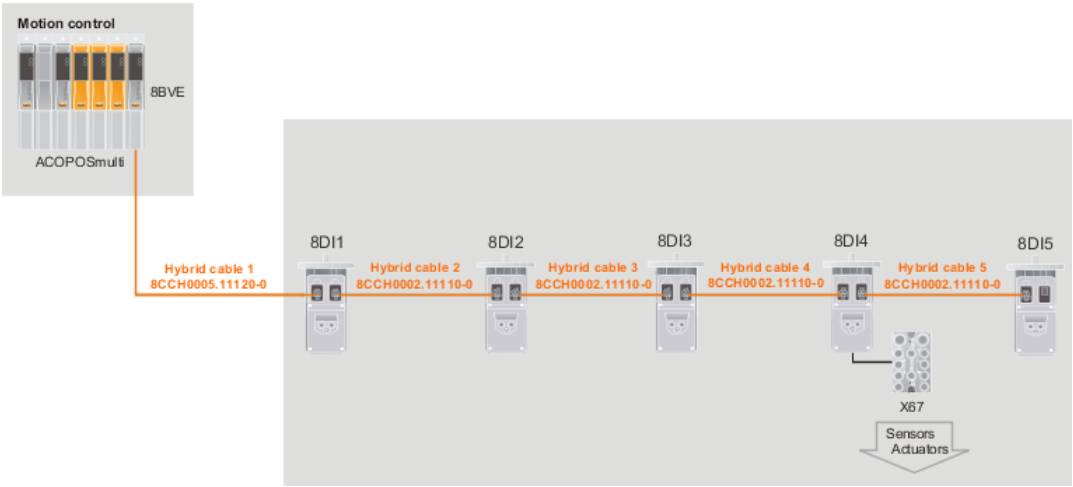 Motion control
8BVE
ACOPOSmulti
8DI1
8DI2
8DI3
8DI4
8DI5
Hybrid cable 1
8CCH0005.11120-0
Hybrid cable 2
8CCH0002.11110-0
Hybrid cable 3
8CCH0002.11110-0
Hybrid cable 4
8CCH0002.11110-0
Hybrid cable 5
8CCH0002.11110-0
X67
Sensors
Actuators